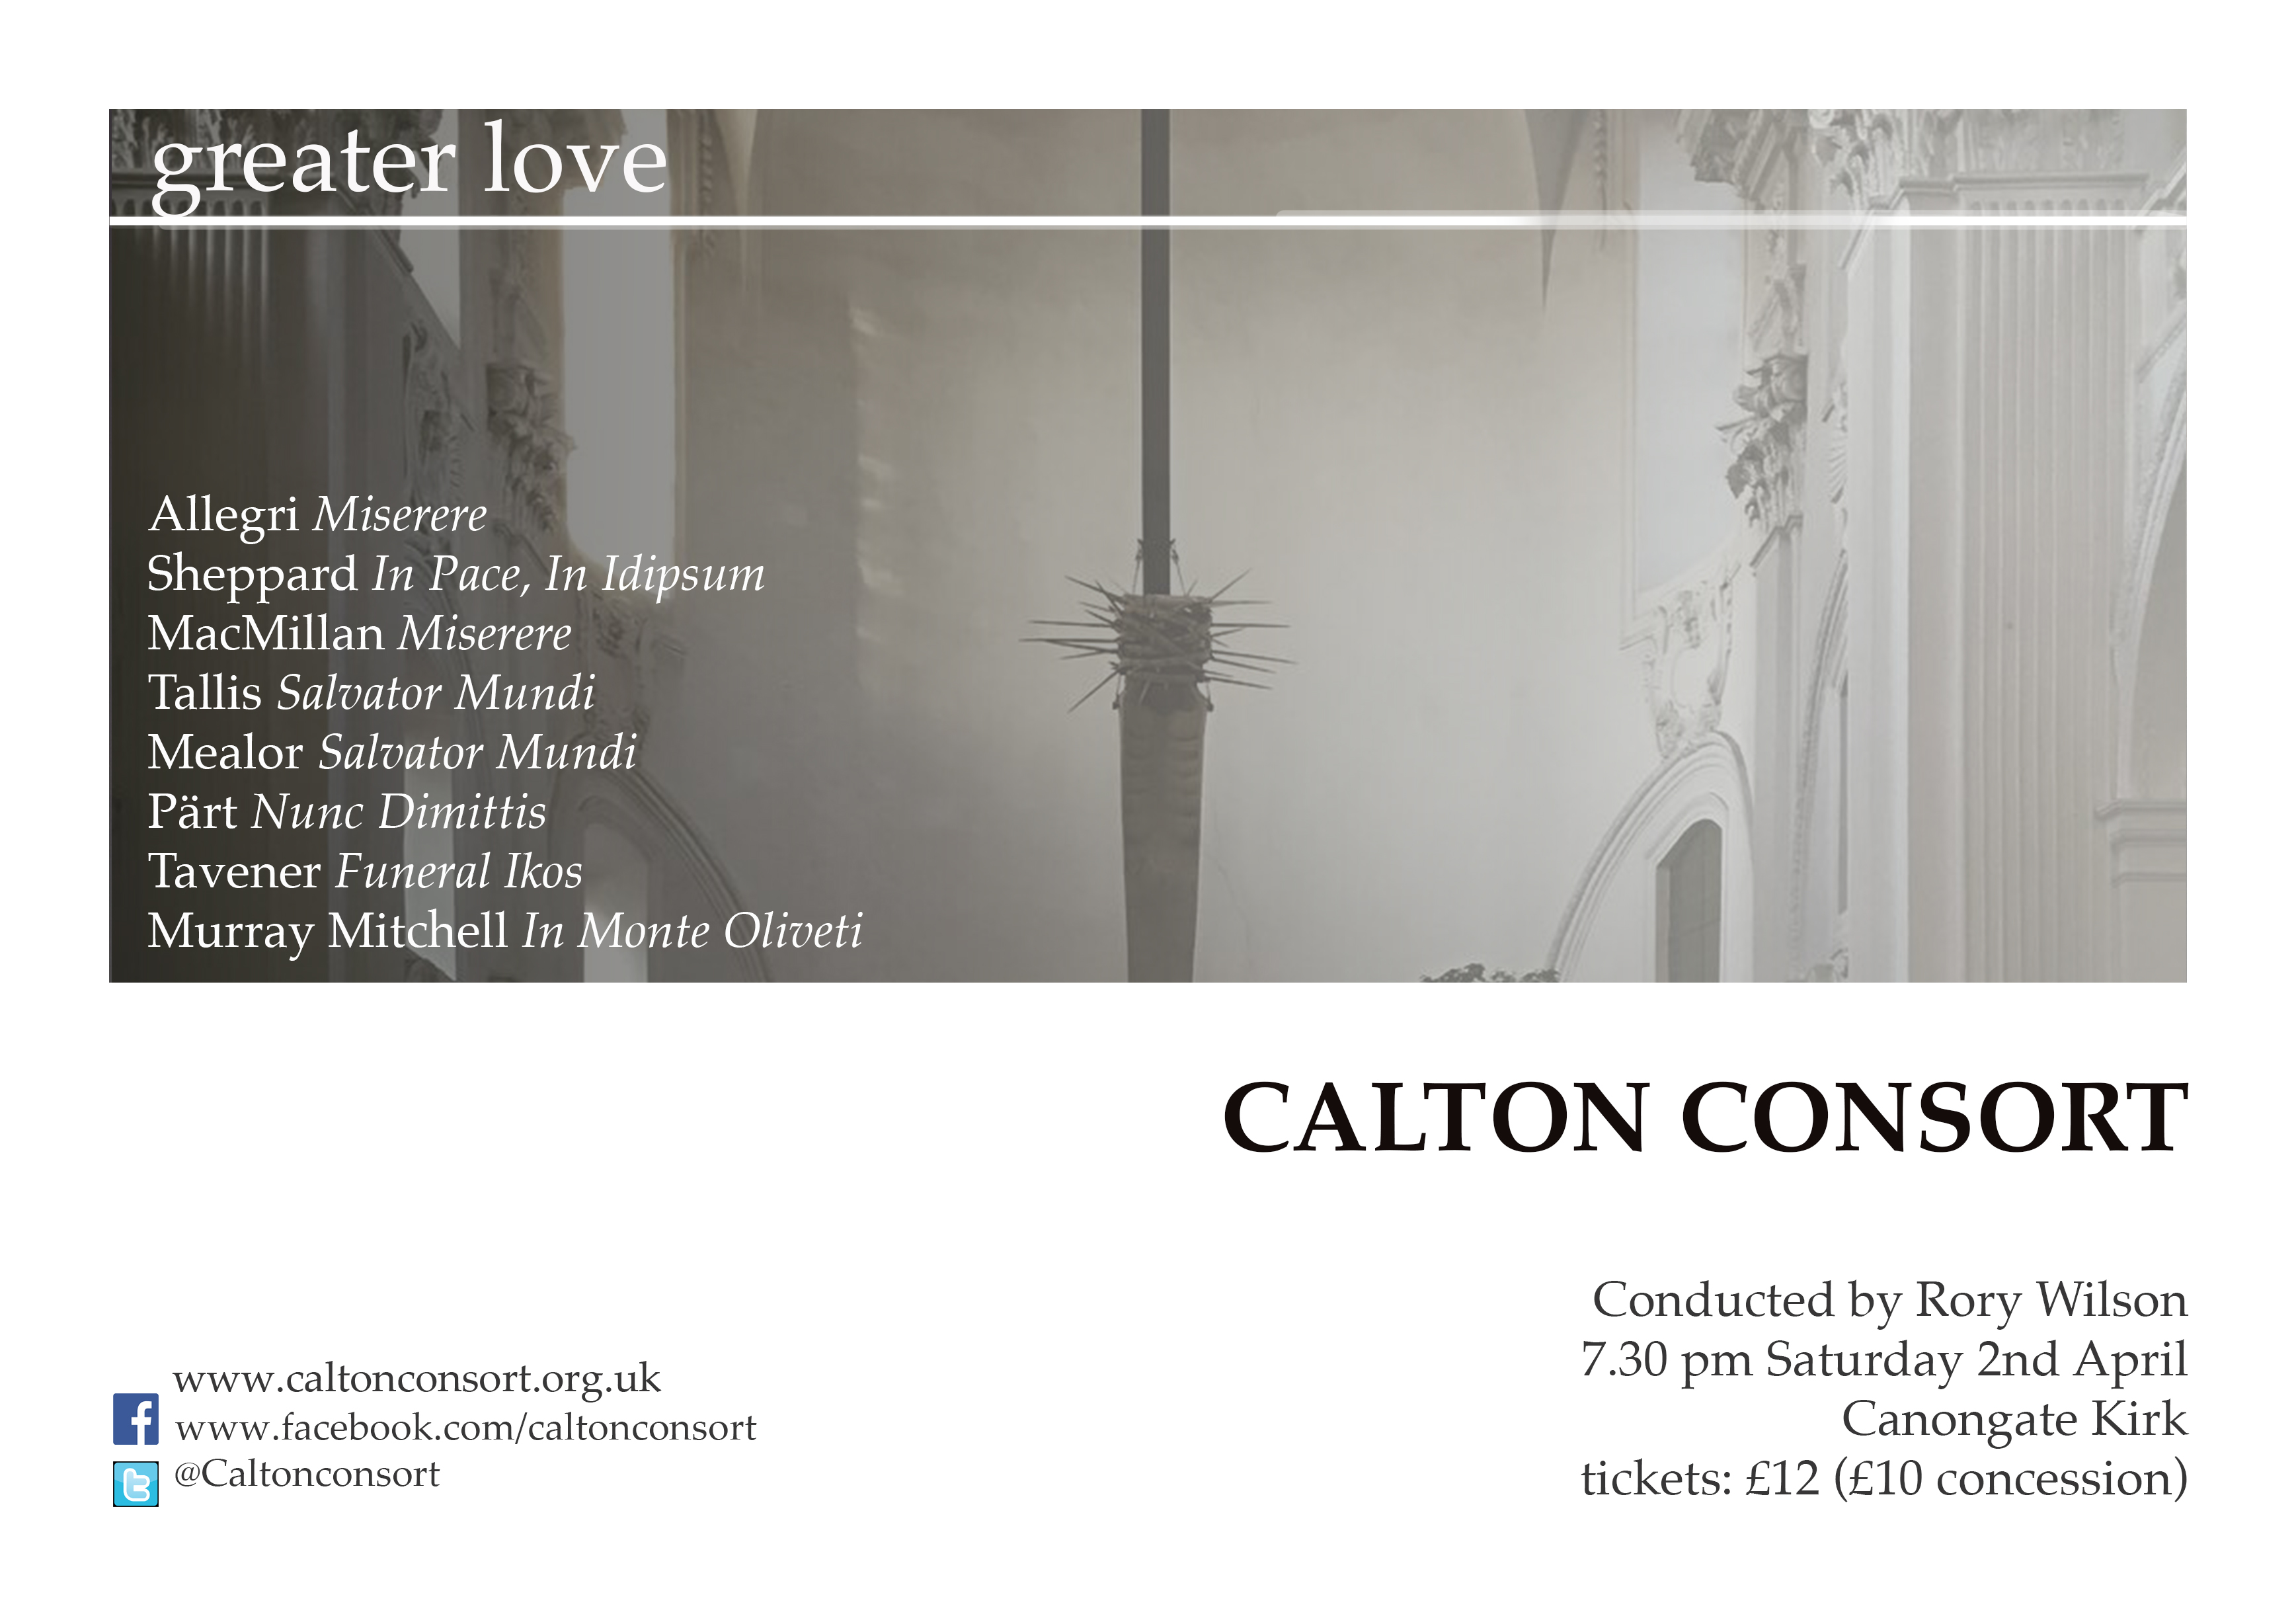 greater love
Allegri Miserere
Sheppard In Pace, In Idipsum
MacMillan Miserere
Tallis Salvator Mundi
Mealor Salvator Mundi
Pärt Nunc Dimittis
Tavener Funeral Ikos
Murray Mitchell In Monte Oliveti
CALTON CONSORT
Conducted by Rory Wilson
7.30 pm Saturday 2nd April
Canongate Kirk
tickets: £12 (£10 concession)
www.caltonconsort.org.uk
www.facebook.com/caltonconsort
@Caltonconsort